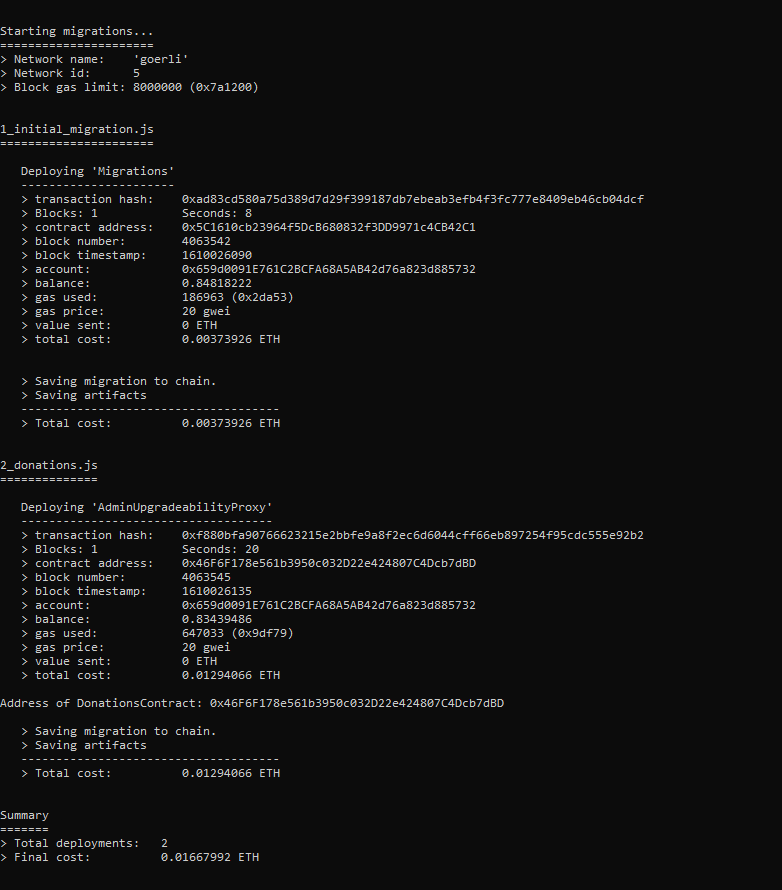 Starting migrations...
======================
> Network name:    'goerli'
> Network id:      5
> Block gas limit: 8000000 (0x7a1200)
1_initial_migration.js
======================
Deploying 'Migrations'
----------------------
> transaction hash:    0xad83cd580a75d389d7d29f399187db7ebeab3efb4f3fc777e8409eb46cb04dcf
> Blocks: 1            Seconds: 8
> contract address:    0x5C1610cb23964f5DcB680832f3DD9971c4CB42C1
> block number:        4063542
> block timestamp:     1610026090
> account:             0x659d0091E761C2BCFA68A5AB42d76a823d885732
> balance:             0.84818222
> gas used:            186963 (0x2da53)
> gas price:           20 gwei
> value sent:          0 ETH
> total cost:          0.00373926 ETH
> Saving migration to chain.
> Saving artifacts
-------------------------------------
> Total cost:          0.00373926 ETH
2_donations.js
==============
Deploying 'AdminUpgradeabilityProxy'
------------------------------------
> transaction hash:    0xf880bfa90766623215e2bbfe9a8f2ec6d6044cff66eb897254f95cdc555e92b2
> Blocks: 1            Seconds: 20
> contract address:    0x46F6F178e561b3950c032D22e424807C4Dcb7dBD
> block number:        4063545
> block timestamp:     1610026135
> account:             0x659d0091E761C2BCFA68A5AB42d76a823d885732
> balance:             0.83439486
> gas used:            647033 (0x9df79)
> gas price:           20 gwei
> value sent:          0 ETH
> total cost:          0.01294066 ETH
Address of DonationsContract: 0x46F6F178e561b3950c032D22e424807C4Dcb7dBD
> Saving migration to chain.
> Saving artifacts
-------------------------------------
> Total cost:          0.01294066 ETH
Summary
=======
> Total deployments:   2
> Final cost:          0.01667992 ETH